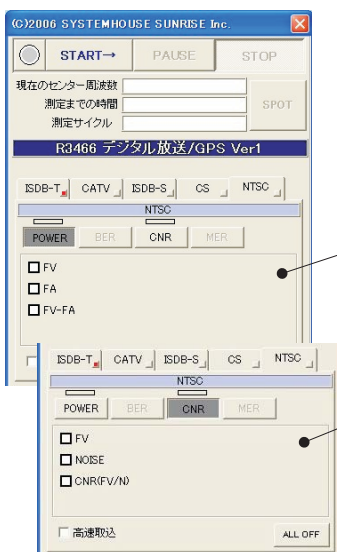 (C)2006 SYSTEMHOUSE SUNRISE Inc.
START→ PAUSE STOP
現在のセンター周波数
測定までの時間
測定サイクル
SPOT
R3466 デジタル放送/GPS Ver1
ISDB-T CATV ISDB-S CS NTSC
NTSC
POWER BER CNR MER
FV
FA
FV-FA
ISDB-T CATV ISDB-S CS NTSC
NTSC
POWER BER CNR MER
FV
NOISE
CNR(FV/N)
高速取込 ALL OFF